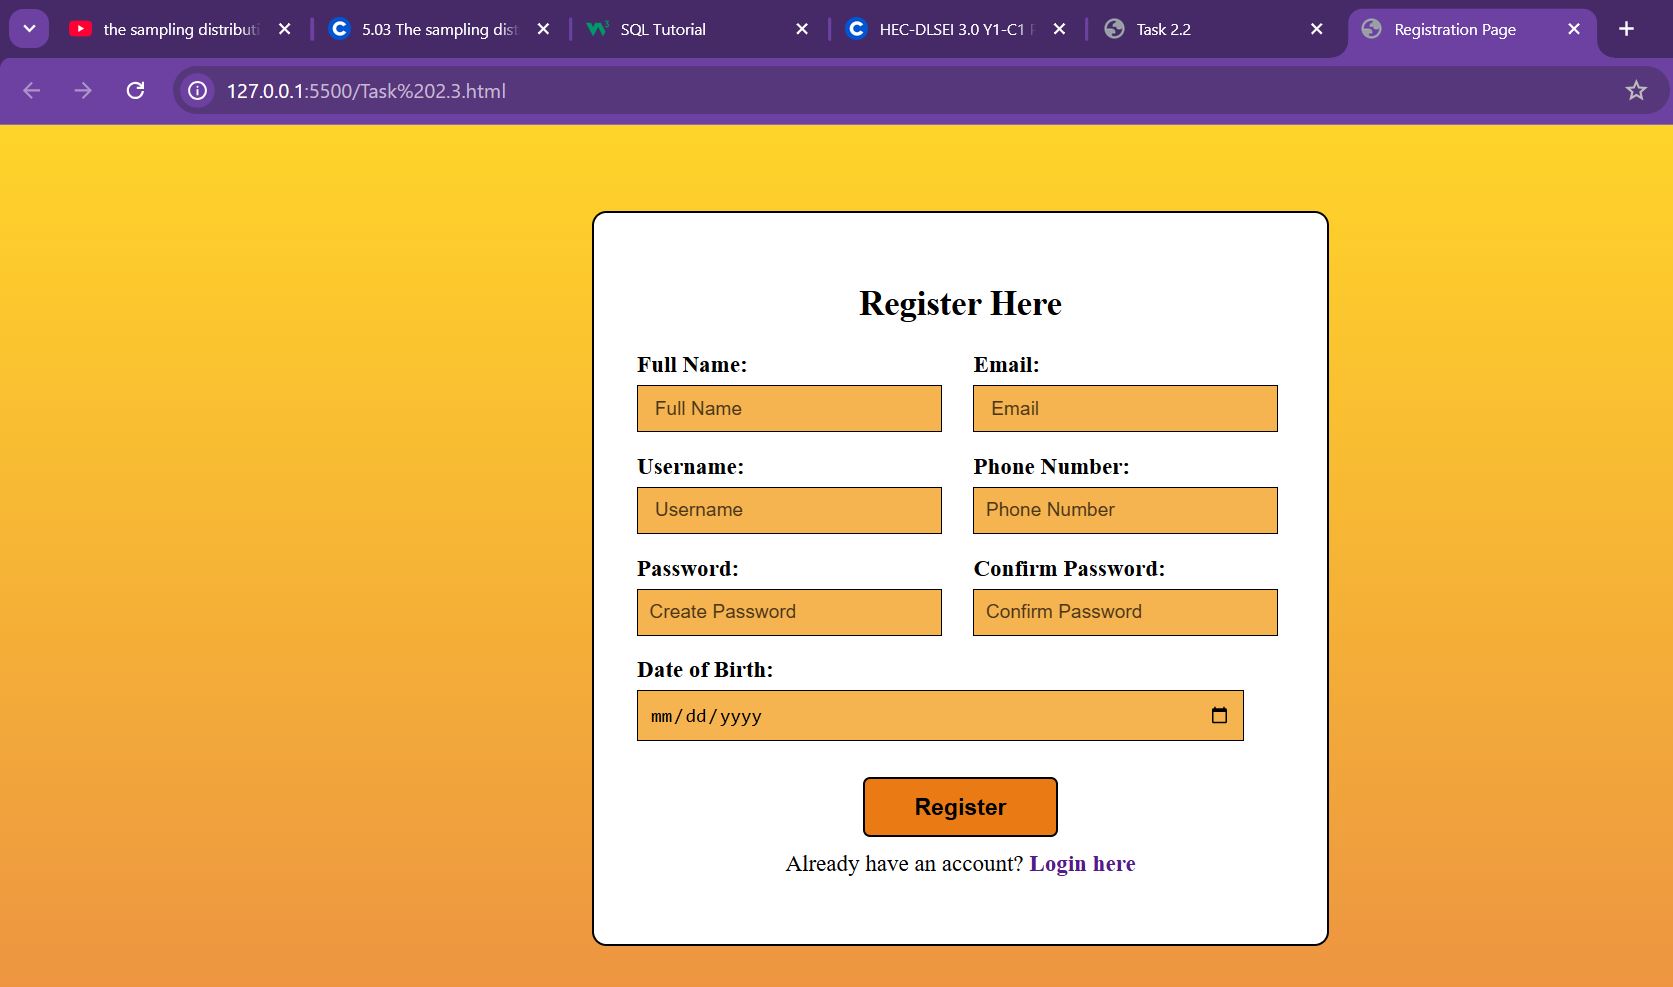 the sampling distributi
5.03 The sampling dist
SQL Tutorial
HEC-DLSEI 3.0 Y1-C1
Task 2.2
Registration Page
127.0.0.1:5500/Task%202.3.html
Register Here
Full Name: Email:
Full Name Email
Username: Phone Number:
Username Phone Number
Password: Confirm Password:
Create Password Confirm Password
Date of Birth:
mm/dd/yyyy
Register
Already have an account? Login here